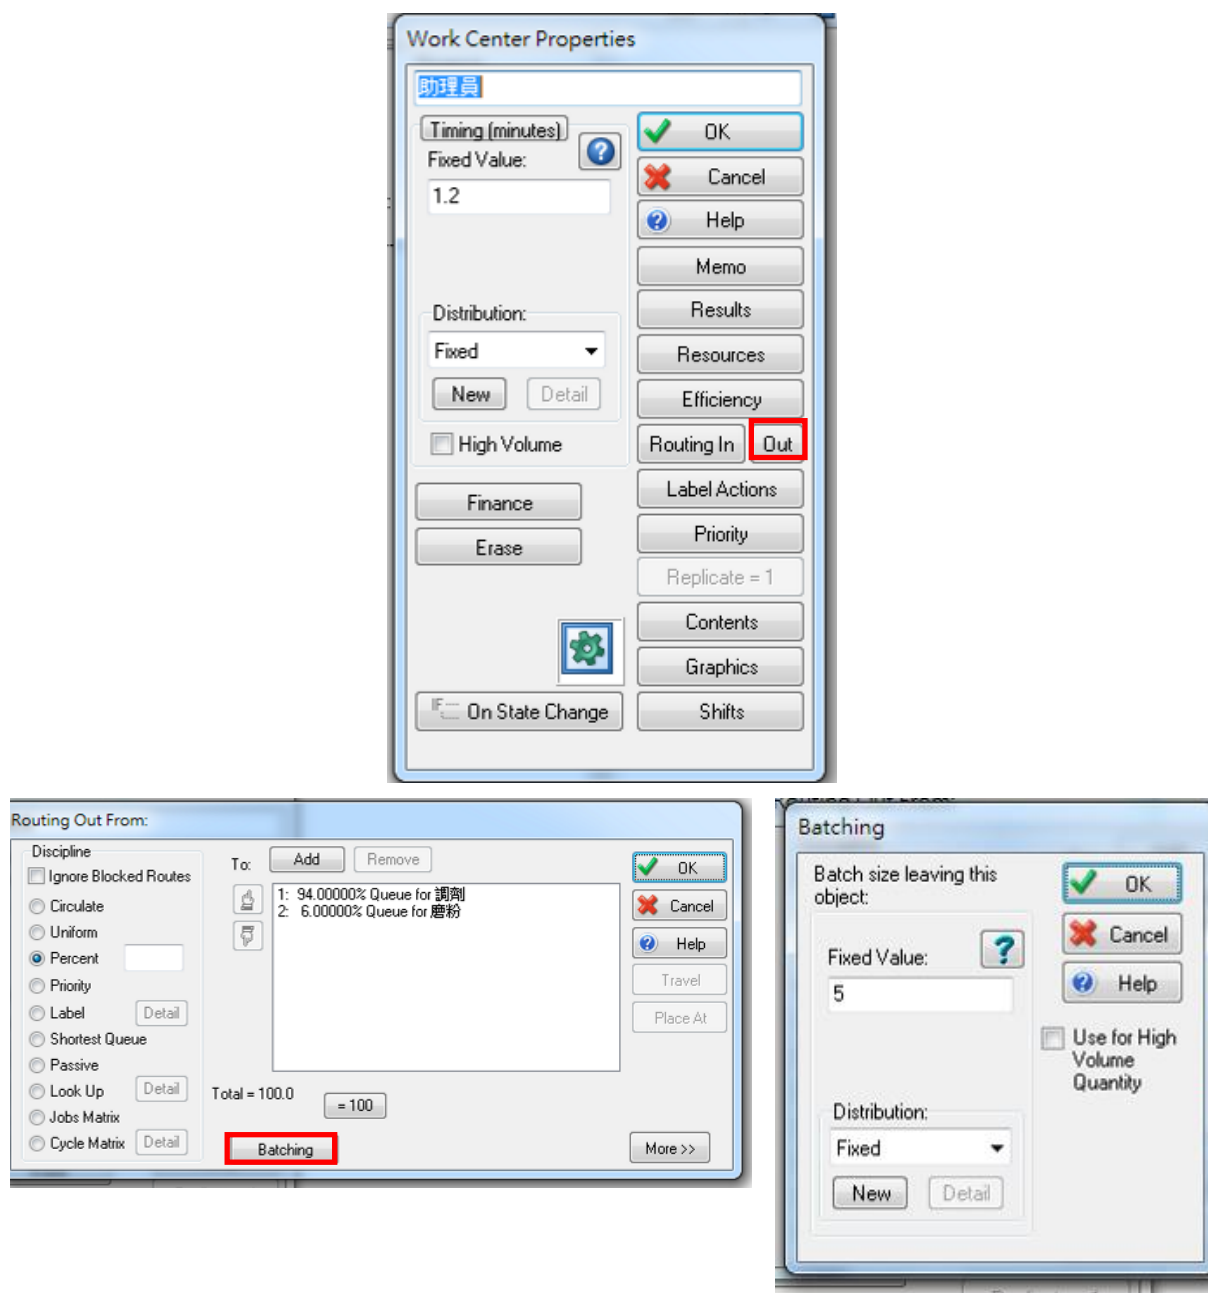 Work Center Properties
助理員
Timing (minutes)
Fixed Value:
1.2
Distribution:
Fixed
New Detail
High Volume
Finance
Erase
On State Change
OK
Cancel
Help
Memo
Results
Resources
Efficiency
Routing In Out
Label Actions
Priority
Replicate = 1
Contents
Graphics
Shifts
Routing Out From:
Discipline
Ignore Blocked Routes
Circulate
Uniform
Percent
Priority
Label Detail
Shortest Queue
Passive
Look Up Detail
Jobs Matrix
Cycle Matrix Detail
To: Add Remove
1: 94.00000% Queue for 調劑
2: 6.00000% Queue for 磨粉
Total = 100.0 = 100
Batching
OK
Cancel
Help
Travel
Place At
More >>
Batching
Batch size leaving this
object:
Fixed Value:
5
Distribution:
Fixed
New Detail
OK
Cancel
Help
Use for High
Volume
Quantity